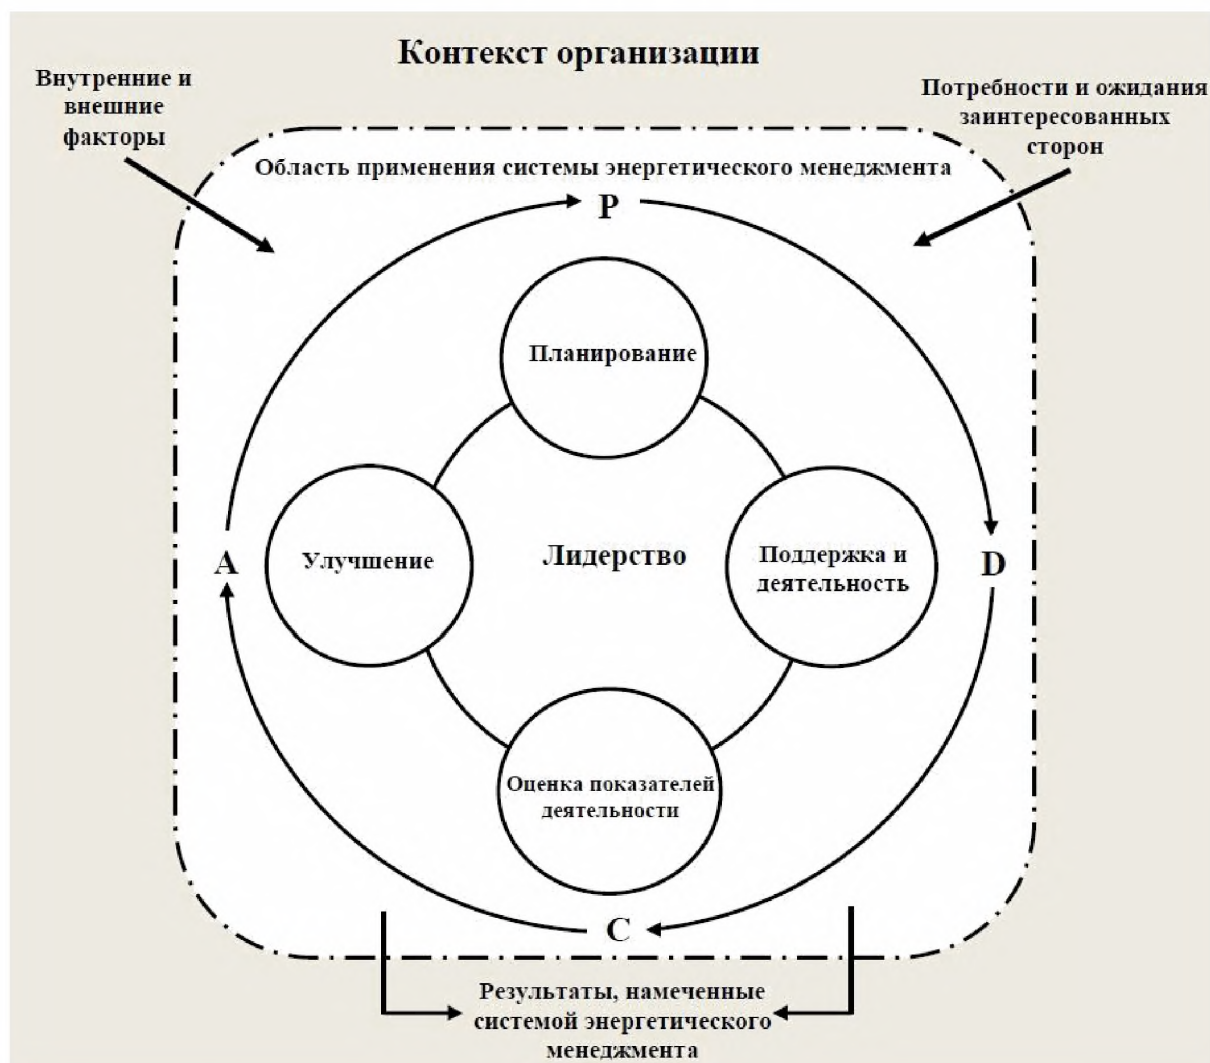 Контекст организации
Внутренние и
внешние
факторы
Потребности и ожидания
заинтересованных
сторон
Область применения системы энергетического менеджмента
P
Планирование
Улучшение
Лидерство
Поддержка и
деятельность
A
D
Оценка показателей
деятельности
C
Результаты, намеченные
системой энергетического
менеджмента